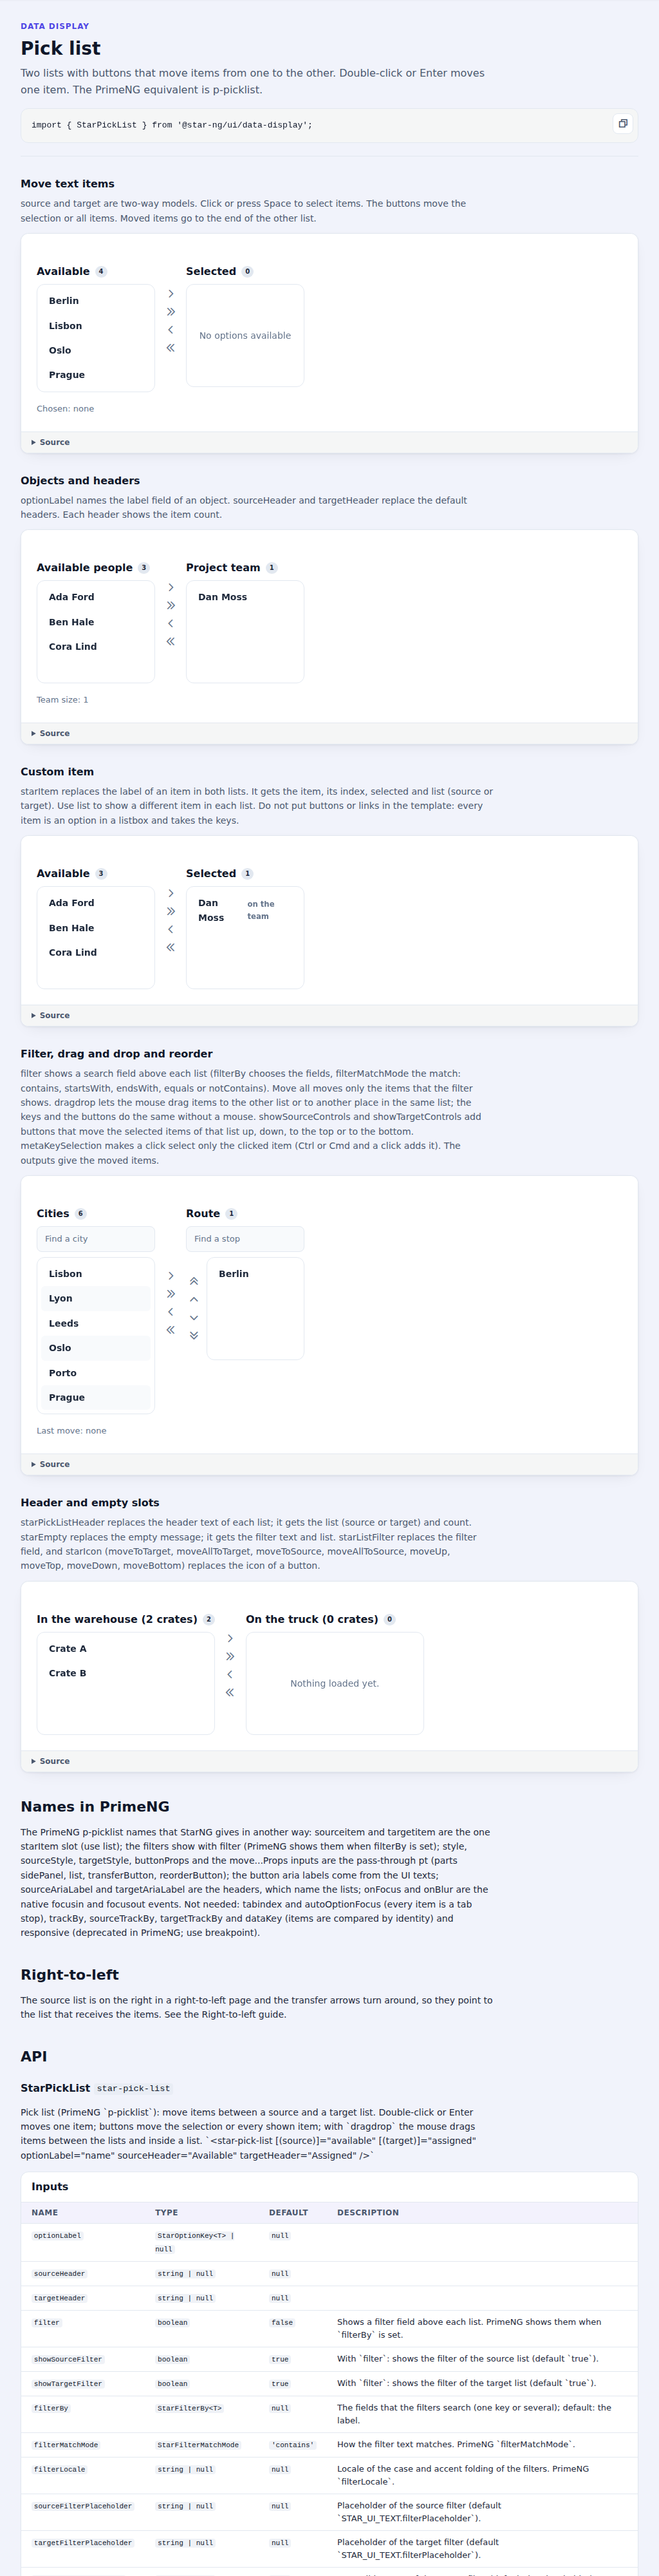 DATA DISPLAY
Pick list
Two lists with buttons that move items from one to the other. Double-click or Enter moves
one item. The PrimeNG equivalent is p-picklist.
import { StarPickList } from '@star-ng/ui/data-display';
Move text items
source and target are two-way models. Click or press Space to select items. The buttons move the
selection or all items. Moved items go to the end of the other list.
Available 4
Selected 0
Berlin
Lisbon
Oslo
Prague
No options available
Chosen: none
Source
Objects and headers
optionLabel names the label field of an object. sourceHeader and targetHeader replace the default
headers. Each header shows the item count.
Available people 3
Project team 1
Ada Ford
Ben Hale
Cora Lind
Dan Moss
Team size: 1
Source
Custom item
starItem replaces the label of an item in both lists. It gets the item, its index, selected and list (source or
target). Use list to show a different item in each list. Do not put buttons or links in the template: every
item is an option in a listbox and takes the keys.
Available 3
Selected 1
Ada Ford
Ben Hale
Cora Lind
Dan
Moss
on the
team
Source
Filter, drag and drop and reorder
filter shows a search field above each list (filterBy chooses the fields, filterMatchMode the match:
contains, startsWith, endsWith, equals or notContains). Move all moves only the items that the filter
shows. dragdrop lets the mouse drag items to the other list or to another place in the same list; the
keys and the buttons do the same without a mouse. showSourceControls and showTargetControls add
buttons that move the selected items of that list up, down, to the top or to the bottom.
metaKeySelection makes a click select only the clicked item (Ctrl or Cmd and a click adds it). The
outputs give the moved items.
Cities 6
Route 1
Find a city
Find a stop
Lisbon
Lyon
Leeds
Oslo
Porto
Prague
Berlin
Last move: none
Source
Header and empty slots
starPickListHeader replaces the header text of each list; it gets the list (source or target) and count.
starEmpty replaces the empty message; it gets the filter text and list. starListFilter replaces the filter
field, and starIcon (moveToTarget, moveAllToTarget, moveToSource, moveAllToSource, moveUp,
moveTop, moveDown, moveBottom) replaces the icon of a button.
In the warehouse (2 crates) 2
On the truck (0 crates) 0
Crate A
Crate B
Nothing loaded yet.
Source
Names in PrimeNG
The PrimeNG p-picklist names that StarNG gives in another way: sourceitem and targetitem are the one
starItem slot (use list); the filters show with filter (PrimeNG shows them when filterBy is set); style,
sourceStyle, targetStyle, buttonProps and the move...Props inputs are the pass-through pt (parts
sidePanel, list, transferButton, reorderButton); the button aria labels come from the UI texts;
sourceAriaLabel and targetAriaLabel are the headers, which name the lists; onFocus and onBlur are the
native focusin and focusout events. Not needed: tabindex and autoOptionFocus (every item is a tab
stop), trackBy, sourceTrackBy, targetTrackBy and dataKey (items are compared by identity) and
responsive (deprecated in PrimeNG; use breakpoint).
Right-to-left
The source list is on the right in a right-to-left page and the transfer arrows turn around, so they point to
the list that receives the items. See the Right-to-left guide.
API
StarPickList star-pick-list
Pick list (PrimeNG `p-picklist`): move items between a source and a target list. Double-click or Enter
moves one item; buttons move the selection or every shown item; with `dragdrop` the mouse drags
items between the lists and inside a list. `<star-pick-list [(source)]="available" [(target)]="assigned"
optionLabel="name" sourceHeader="Available" targetHeader="Assigned" />`
Inputs
NAME TYPE DEFAULT DESCRIPTION
optionLabel StarOptionKey<T> | null
null
sourceHeader string | null null
targetHeader string | null null
filter boolean false Shows a filter field above each list. PrimeNG shows them when
`filterBy` is set.
showSourceFilter boolean true With `filter`: shows the filter of the source list (default `true`).
showTargetFilter boolean true With `filter`: shows the filter of the target list (default `true`).
filterBy StarFilterBy<T> null The fields that the filters search (one key or several); default: the
label.
filterMatchMode StarFilterMatchMode 'contains' How the filter text matches. PrimeNG `filterMatchMode`.
filterLocale string | null null Locale of the case and accent folding of the filters. PrimeNG
`filterLocale`.
sourceFilterPlaceholder string | null null Placeholder of the source filter (default
`STAR_UI_TEXT.filterPlaceholder`).
targetFilterPlaceholder string | null null Placeholder of the target filter (default
`STAR_UI_TEXT.filterPlaceholder`).